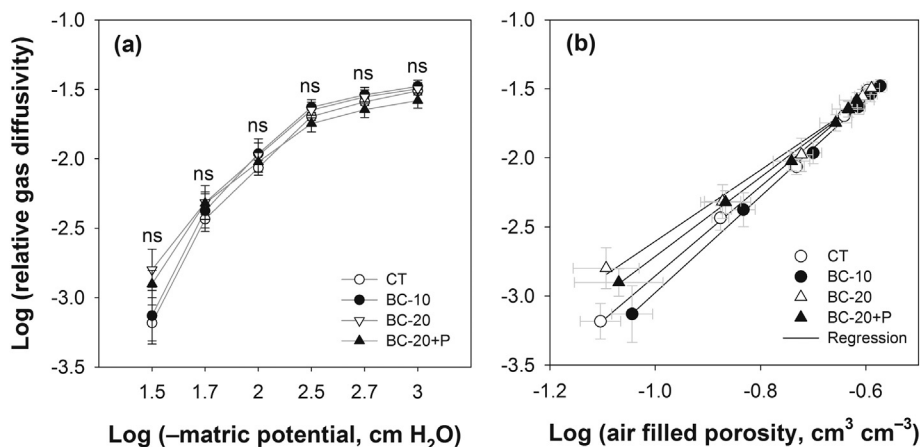 (a)
Log (relative gas diffusivity)
-1.0
-1.5
-2.0
-2.5
-3.0
-3.5
ns
ns
ns
ns
ns
ns
CT
BC-10
BC-20
BC-20+P
1.5 1.7 2 2.5 2.7 3
Log (–matric potential, cm H₂O)
(b)
-1.0
-1.5
-2.0
-2.5
-3.0
-3.5
CT
BC-10
BC-20
BC-20+P
Regression
-1.2 -1.0 -0.8 -0.6
Log (air filled porosity, cm³ cm⁻³)